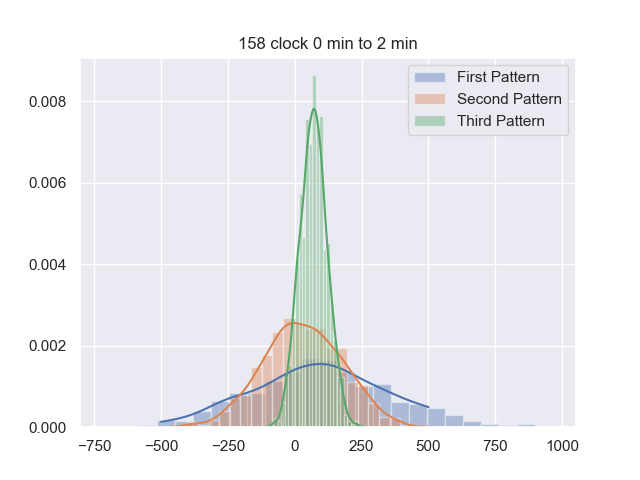 158 clock 0 min to 2 min
First Pattern
Second Pattern
Third Pattern
0.008
0.006
0.004
0.002
0.000
−750 −500 −250 0 250 500 750 1000